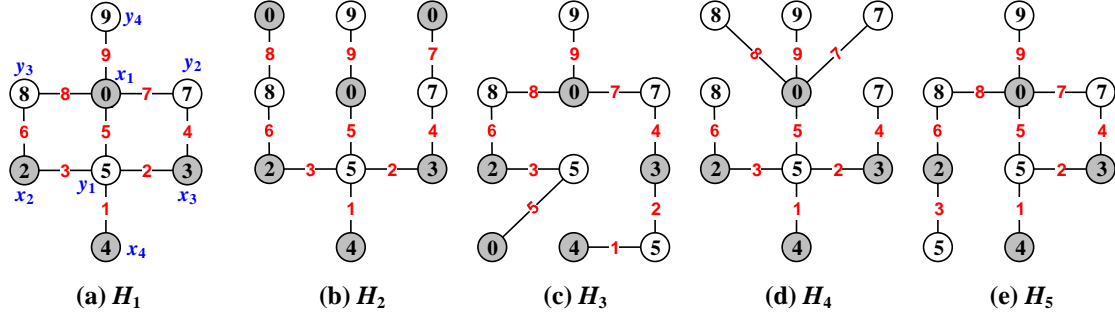 9 y₄ 0 0 9 8 9 7 9
9 8 9 7 9 8 9 7 9
y₃ x₁ y₂
8 8 0 7 7 8 0 7 8 8 0 7 7 0 8 8 0 7 7
6 5 4 6 5 4 6 4 8 7 6 5 4
2 3 5 2 3 2 3 5 2 3 2 3 5 3 2 3 5 2 3 2 5 2 3
x₂ y₁ x₃
1 1 5 2 1 3 1
4 x₄ 4 0 4 1 5 4 5 4
(a) H₁ (b) H₂ (c) H₃ (d) H₄ (e) H₅